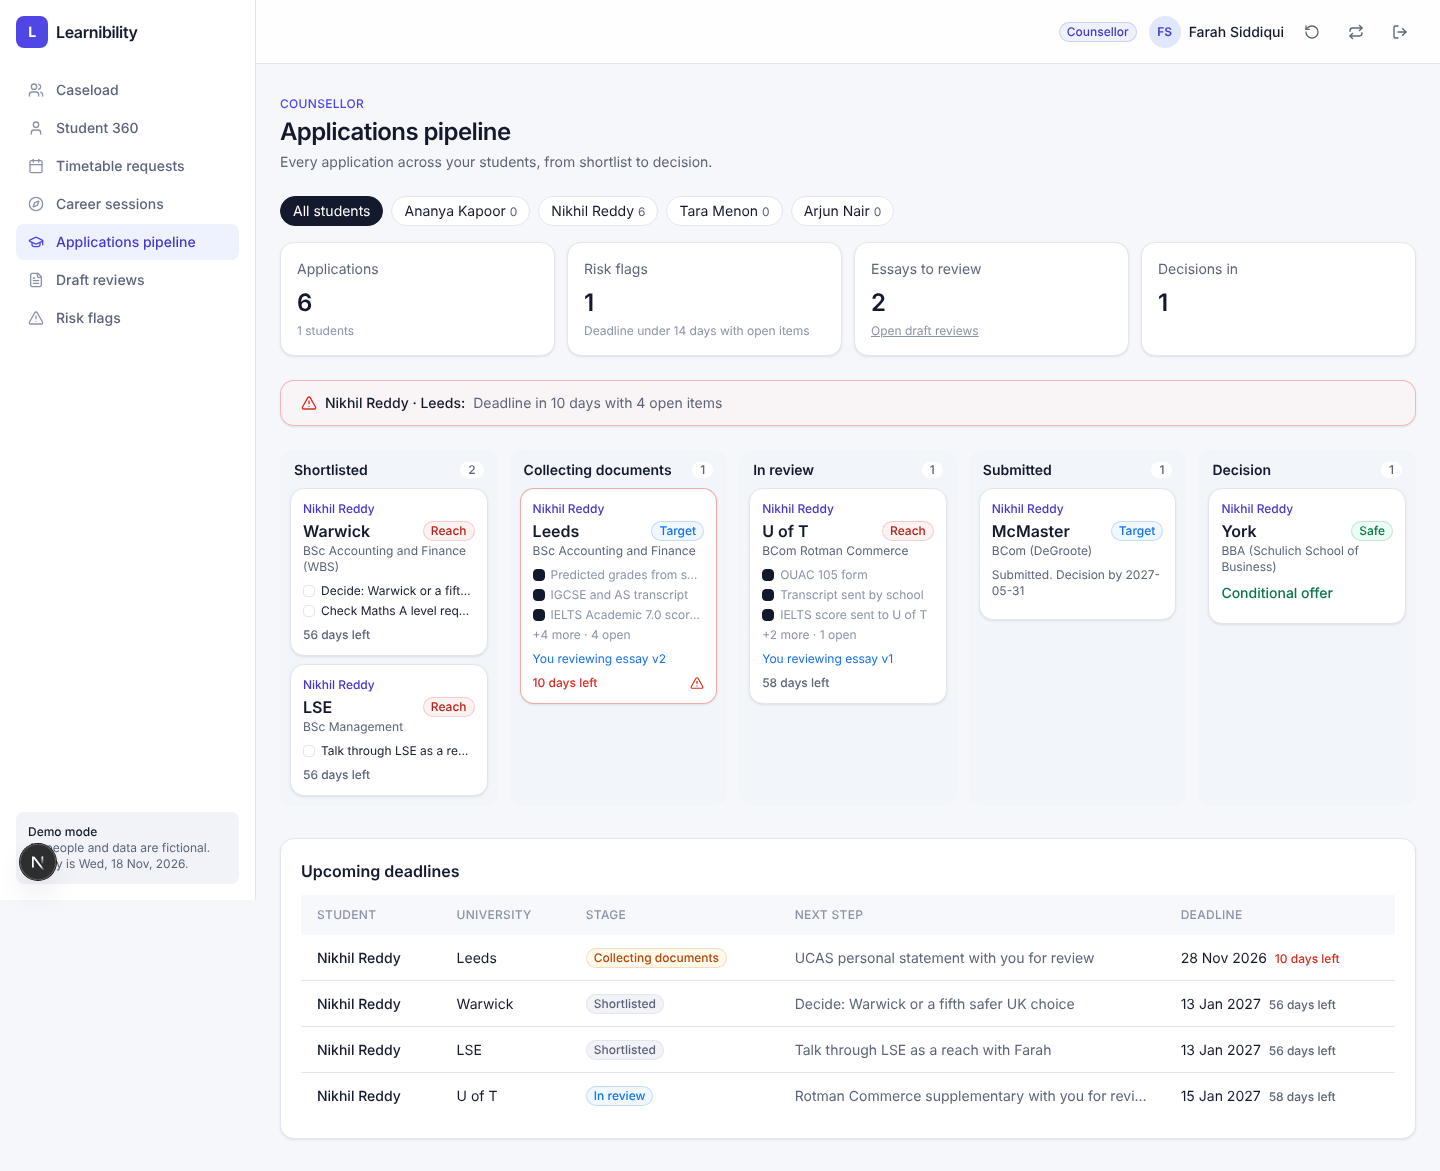 L Learnibility
Caseload
Student 360
Timetable requests
Career sessions
Applications pipeline
Draft reviews
Risk flags
Demo mode
people and data are fictional.
y is Wed, 18 Nov, 2026.
N
Counsellor FS Farah Siddiqui
COUNSELLOR
Applications pipeline
Every application across your students, from shortlist to decision.
All students Ananya Kapoor 0 Nikhil Reddy 6 Tara Menon 0 Arjun Nair 0
Applications
6
1 students
Risk flags
1
Deadline under 14 days with open items
Essays to review
2
Open draft reviews
Decisions in
1
Nikhil Reddy · Leeds: Deadline in 10 days with 4 open items
Shortlisted 2
Nikhil Reddy
Warwick Reach
BSc Accounting and Finance
(WBS)
Decide: Warwick or a fift...
Check Maths A level req...
56 days left
Nikhil Reddy
LSE Reach
BSc Management
Talk through LSE as a re...
56 days left
Collecting documents 1
Nikhil Reddy
Leeds Target
BSc Accounting and Finance
Predicted grades from s...
IGCSE and AS transcript
IELTS Academic 7.0 scor...
+4 more · 4 open
You reviewing essay v2
10 days left
In review 1
Nikhil Reddy
U of T Reach
BCom Rotman Commerce
OUAC 105 form
Transcript sent by school
IELTS score sent to U of T
+2 more · 1 open
You reviewing essay v1
58 days left
Submitted 1
Nikhil Reddy
McMaster Target
BCom (DeGroote)
Submitted. Decision by 2027-
05-31
Decision 1
Nikhil Reddy
York Safe
BBA (Schulich School of
Business)
Conditional offer
Upcoming deadlines
STUDENT UNIVERSITY STAGE NEXT STEP DEADLINE
Nikhil Reddy Leeds Collecting documents UCAS personal statement with you for review 28 Nov 2026 10 days left
Nikhil Reddy Warwick Shortlisted Decide: Warwick or a fifth safer UK choice 13 Jan 2027 56 days left
Nikhil Reddy LSE Shortlisted Talk through LSE as a reach with Farah 13 Jan 2027 56 days left
Nikhil Reddy U of T In review Rotman Commerce supplementary with you for revi... 15 Jan 2027 58 days left